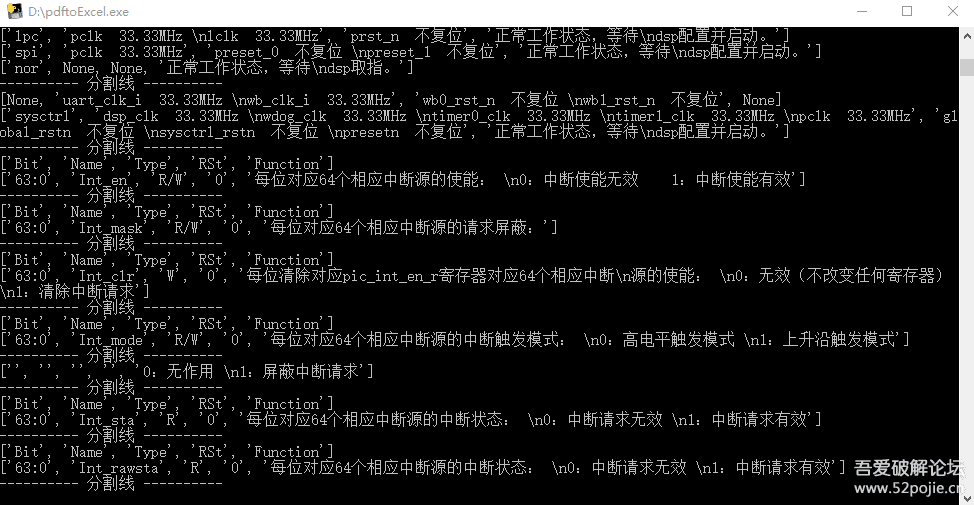 D:\pdftoExcel.exe
['lpc', 'pclk  33.33MHz \nlclk  33.33MHz', 'prst_n  不复位', '正常工作状态，等待\ndsp配置并启动。']
['spi', 'pclk  33.33MHz', 'preset_0  不复位 \npreset_1  不复位', '正常工作状态，等待\ndsp配置并启动。']
['nor', None, None, '正常工作状态，等待\ndsp取指。']
---------- 分割线 ----------
[None, 'uart_clk_i  33.33MHz \nwb_clk_i  33.33MHz', 'wb0_rst_n  不复位 \nwb1_rst_n  不复位', None]
['sysctrl', 'dsp_clk  33.33MHz \nwdog_clk  33.33MHz \ntimer0_clk  33.33MHz \ntimer1_clk  33.33MHz \npclk  33.33MHz', 'gl
obal_rstn  不复位 \nsysctrl_rstn  不复位 \npresetn  不复位', '正常工作状态，等待\ndsp配置并启动。']
---------- 分割线 ----------
['Bit', 'Name', 'Type', 'RSt', 'Function']
['63:0', 'Int_en', 'R/W', '0', '每位对应64个相应中断源的使能： \n0：中断使能无效    1：中断使能有效']
---------- 分割线 ----------
['Bit', 'Name', 'Type', 'RSt', 'Function']
['63:0', 'Int_mask', 'R/W', '0', '每位对应64个相应中断源的请求屏蔽：']
---------- 分割线 ----------
['Bit', 'Name', 'Type', 'RSt', 'Function']
['63:0', 'Int_clr', 'W', '0', '每位清除对应pic_int_en_r寄存器对应64个相应中断\n源的使能： \n0：无效（不改变任何寄存器）
\n1：清除中断请求']
---------- 分割线 ----------
['Bit', 'Name', 'Type', 'RSt', 'Function']
['63:0', 'Int_mode', 'R/W', '0', '每位对应64个相应中断源的中断触发模式： \n0：高电平触发模式 \n1：上升沿触发模式']
---------- 分割线 ----------
['', '', '', '', '0：无作用 \n1：屏蔽中断请求']
---------- 分割线 ----------
['Bit', 'Name', 'Type', 'RSt', 'Function']
['63:0', 'Int_sta', 'R', '0', '每位对应64个相应中断源的中断状态： \n0：中断请求无效 \n1：中断请求有效']
---------- 分割线 ----------
['Bit', 'Name', 'Type', 'RSt', 'Function']
['63:0', 'Int_rawsta', 'R', '0', '每位对应64个相应中断源的中断状态： \n0：中断请求无效 \n1：中断请求有效']
---------- 分割线 ----------
吾爱破解论坛
www.52pojie.cn